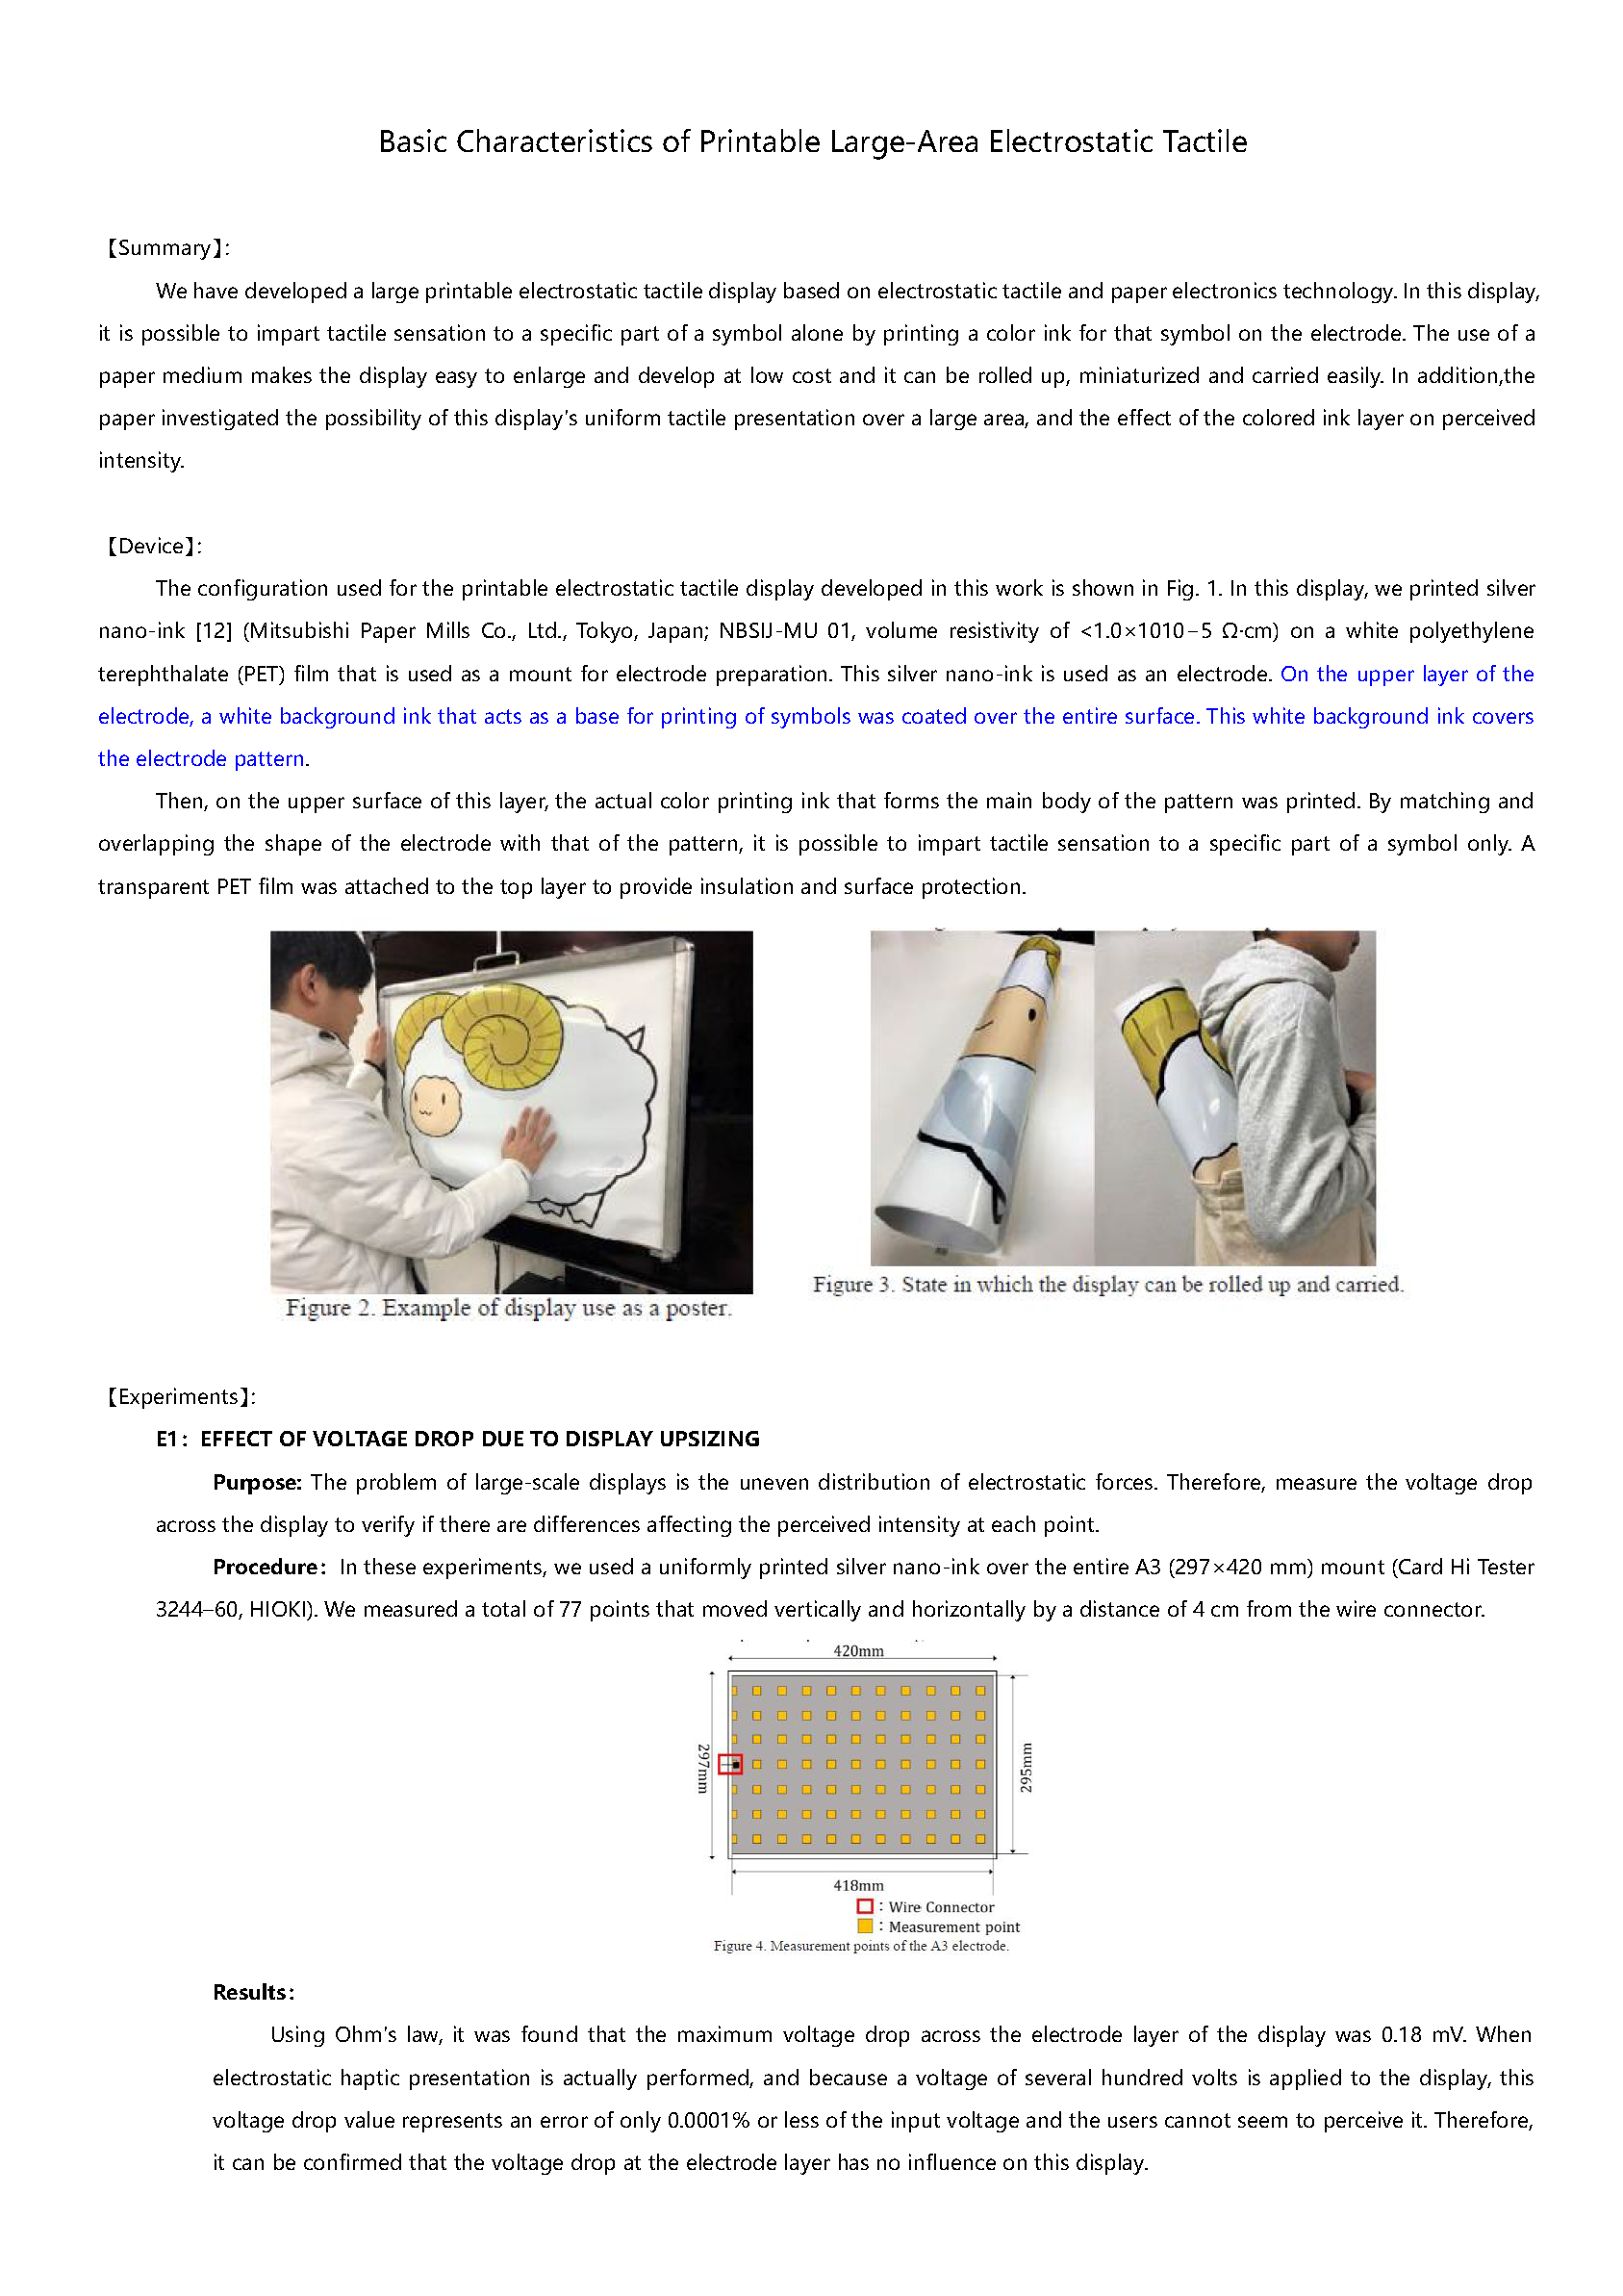 Basic Characteristics of Printable Large-Area Electrostatic Tactile
【Summary】:
We have developed a large printable electrostatic tactile display based on electrostatic tactile and paper electronics technology. In this display,
it is possible to impart tactile sensation to a specific part of a symbol alone by printing a color ink for that symbol on the electrode. The use of a
paper medium makes the display easy to enlarge and develop at low cost and it can be rolled up, miniaturized and carried easily. In addition,the
paper investigated the possibility of this display's uniform tactile presentation over a large area, and the effect of the colored ink layer on perceived
intensity.
【Device】:
The configuration used for the printable electrostatic tactile display developed in this work is shown in Fig. 1. In this display, we printed silver
nano-ink [12] (Mitsubishi Paper Mills Co., Ltd., Tokyo, Japan; NBSIJ-MU 01, volume resistivity of <1.0×1010−5 Ω·cm) on a white polyethylene
terephthalate (PET) film that is used as a mount for electrode preparation. This silver nano-ink is used as an electrode. On the upper layer of the
electrode, a white background ink that acts as a base for printing of symbols was coated over the entire surface. This white background ink covers
the electrode pattern.
Then, on the upper surface of this layer, the actual color printing ink that forms the main body of the pattern was printed. By matching and
overlapping the shape of the electrode with that of the pattern, it is possible to impart tactile sensation to a specific part of a symbol only. A
transparent PET film was attached to the top layer to provide insulation and surface protection.
Figure 2. Example of display use as a poster.
Figure 3. State in which the display can be rolled up and carried.
【Experiments】:
E1: EFFECT OF VOLTAGE DROP DUE TO DISPLAY UPSIZING
Purpose: The problem of large-scale displays is the uneven distribution of electrostatic forces. Therefore, measure the voltage drop
across the display to verify if there are differences affecting the perceived intensity at each point.
Procedure: In these experiments, we used a uniformly printed silver nano-ink over the entire A3 (297×420 mm) mount (Card Hi Tester
3244–60, HIOKI). We measured a total of 77 points that moved vertically and horizontally by a distance of 4 cm from the wire connector.
420mm
297mm
295mm
418mm
: Wire Connector
: Measurement point
Figure 4. Measurement points of the A3 electrode.
Results:
Using Ohm's law, it was found that the maximum voltage drop across the electrode layer of the display was 0.18 mV. When
electrostatic haptic presentation is actually performed, and because a voltage of several hundred volts is applied to the display, this
voltage drop value represents an error of only 0.0001% or less of the input voltage and the users cannot seem to perceive it. Therefore,
it can be confirmed that the voltage drop at the electrode layer has no influence on this display.